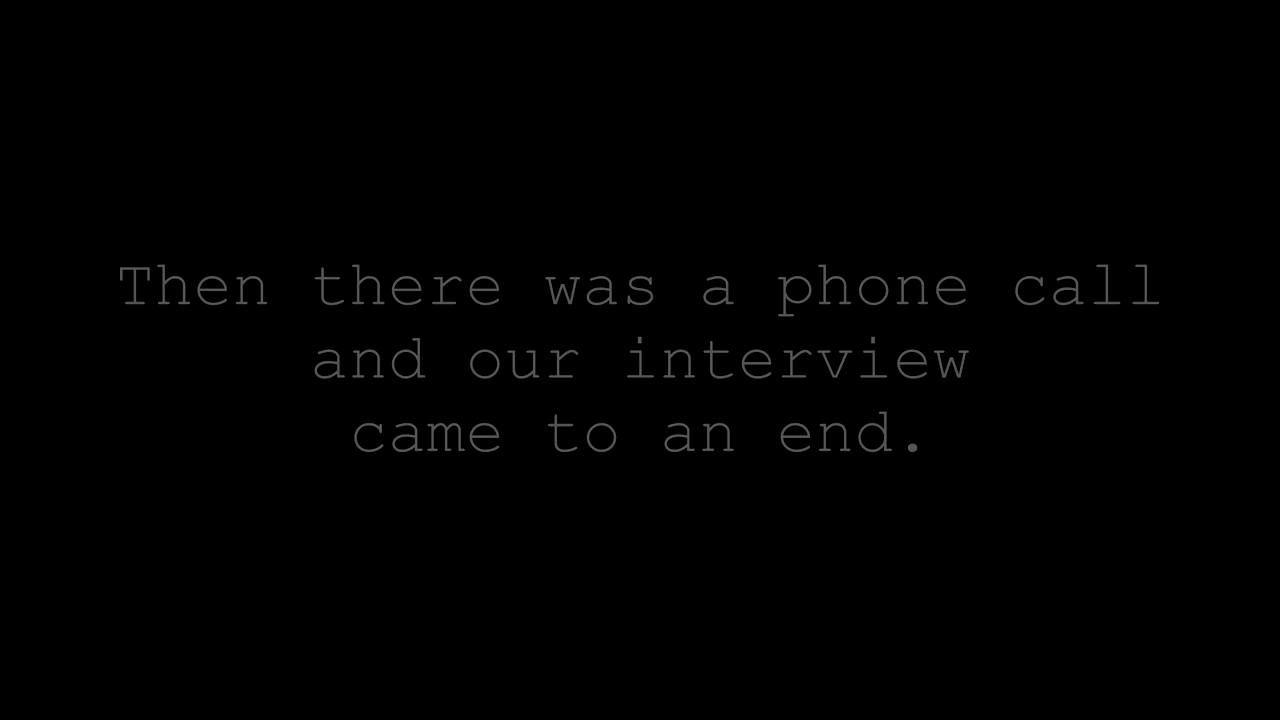 Then there was a phone call
and our interview
came to an end.